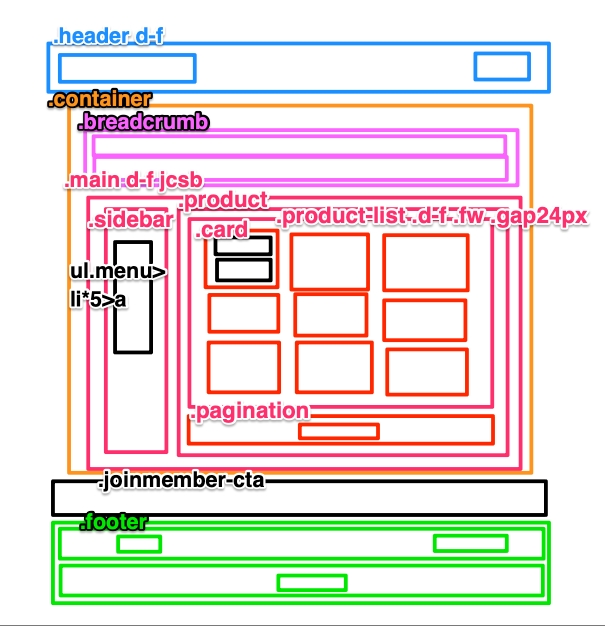 .header d-f
.container
.breadcrumb
.main d-f jcsb
.product
.sidebar
.product-list .d-f .fw .gap24px
.card
ul.menu>
li*5>a
.pagination
.joinmember-cta
.footer